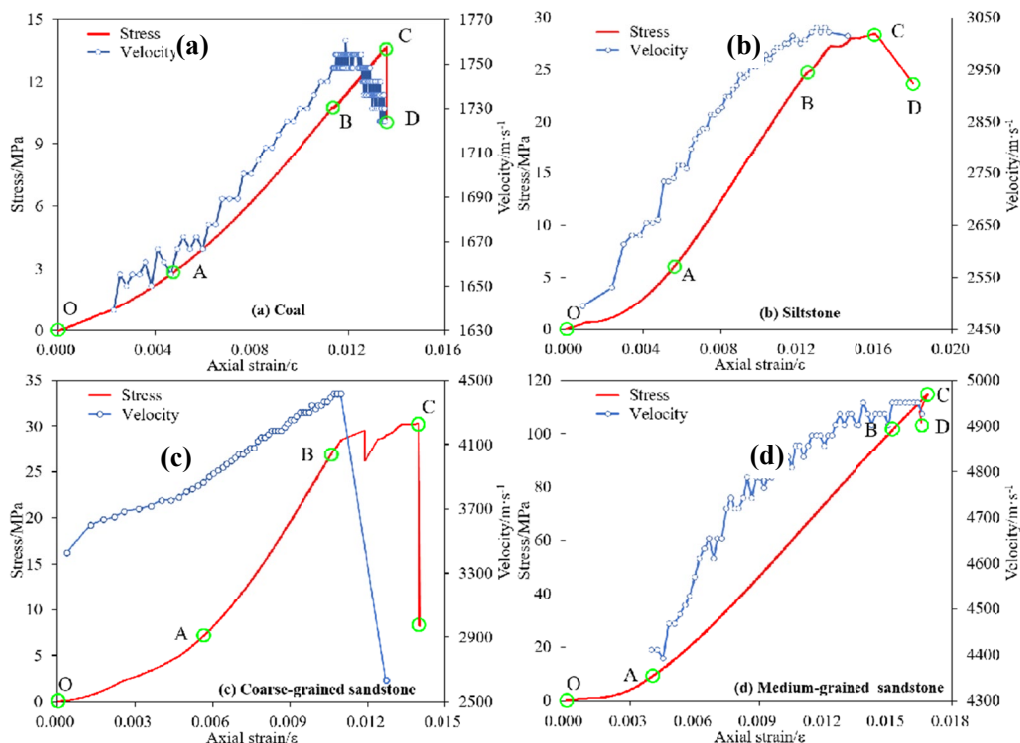 (a)
Stress
Velocity
15
12
9
6
3
0
Stress/MPa
1770
1750
1730
1710
1690
1670
1650
1630
Velocity/m·s⁻¹
O
A
B
C
D
(a) Coal
0.000
0.004
0.008
0.012
0.016
Axial strain/ε
(b)
Stress
Velocity
30
25
20
15
10
5
0
Stress/MPa
3050
2950
2850
2750
2650
2550
2450
Velocity/m·s⁻¹
O
A
B
C
D
(b) Siltstone
0.000
0.004
0.008
0.012
0.016
0.020
Axial strain/ε
(c)
Stress
Velocity
35
30
25
20
15
10
5
0
Stress/MPa
4500
4100
3700
3300
2900
2500
Velocity/m·s⁻¹
O
A
B
C
(c) Coarse-grained sandstone
0.000
0.003
0.006
0.009
0.012
0.015
Axial strain/ε
(d)
Stress
Velocity
120
100
80
60
40
20
0
Stress/MPa
5000
4900
4800
4700
4600
4500
4400
4300
Velocity/m·s⁻¹
O
A
B
C
D
(d) Medium-grained sandstone
0.000
0.003
0.006
0.009
0.012
0.015
0.018
Axial strain/ε